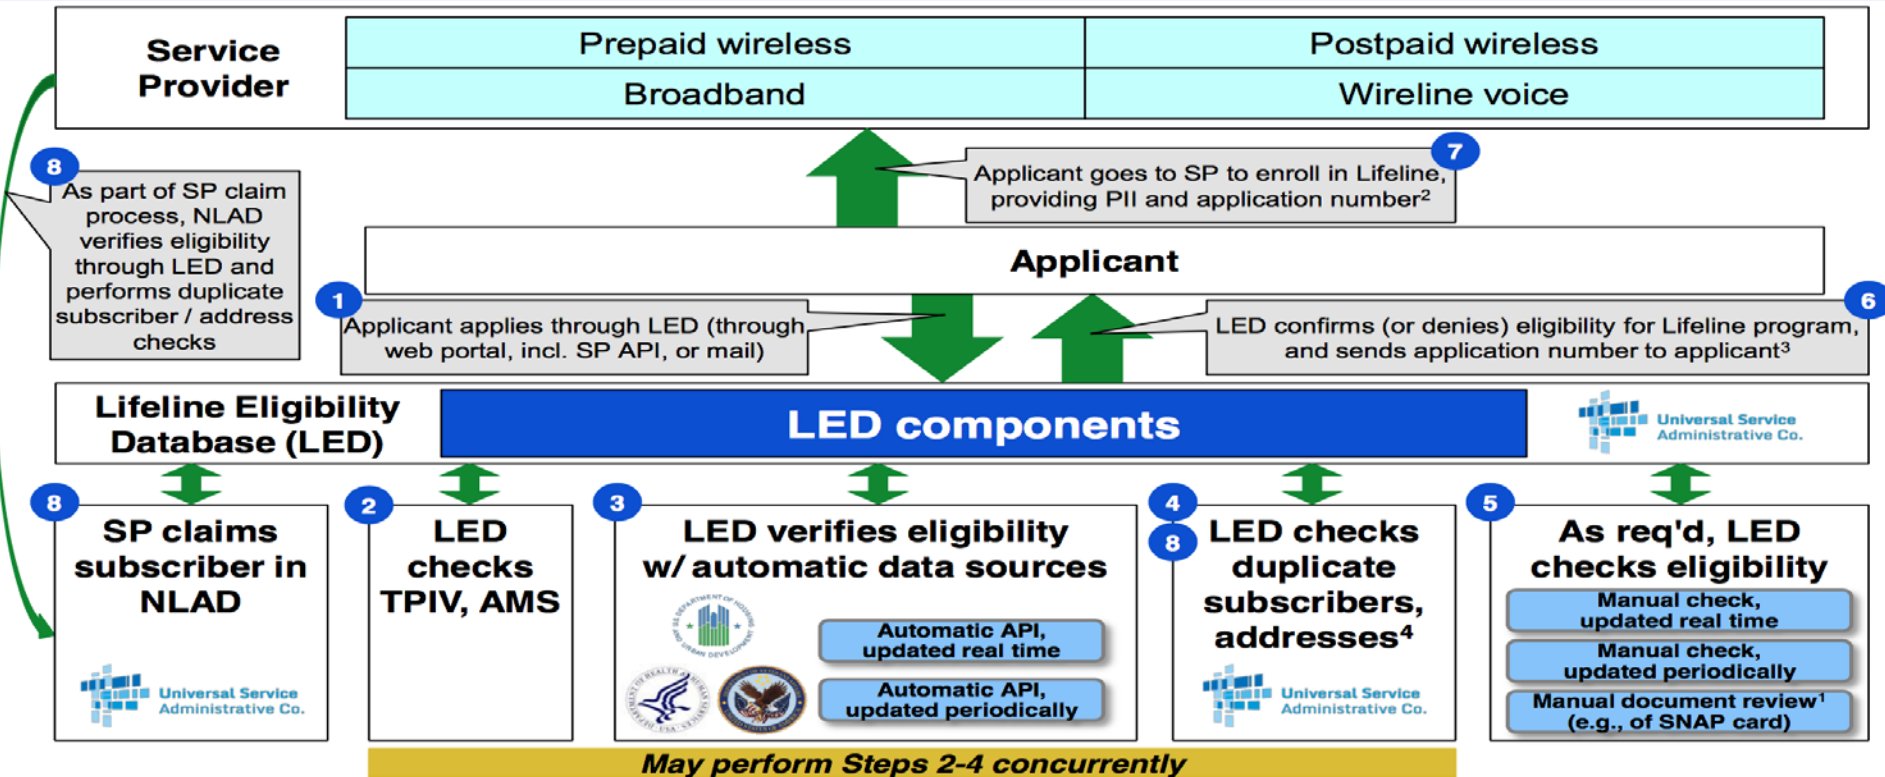 Service
Provider
Prepaid wireless
Postpaid wireless
Broadband
Wireline voice
8
As part of SP claim
process, NLAD
verifies eligibility
through LED and
performs duplicate
subscriber / address
checks
7
Applicant goes to SP to enroll in Lifeline,
providing PII and application number²
Applicant
1
Applicant applies through LED (through
web portal, incl. SP API, or mail)
6
LED confirms (or denies) eligibility for Lifeline program,
and sends application number to applicant³
Lifeline Eligibility
Database (LED)
LED components
Universal Service
Administrative Co.
8
SP claims
subscriber in
NLAD
Universal Service
Administrative Co.
2
LED
checks
TPIV, AMS
3
LED verifies eligibility
w/ automatic data sources
Automatic API,
updated real time
Automatic API,
updated periodically
4
8
LED checks
duplicate
subscribers,
addresses⁴
Universal Service
Administrative Co.
5
As req'd, LED
checks eligibility
Manual check,
updated real time
Manual check,
updated periodically
Manual document review¹
(e.g., of SNAP card)
May perform Steps 2-4 concurrently